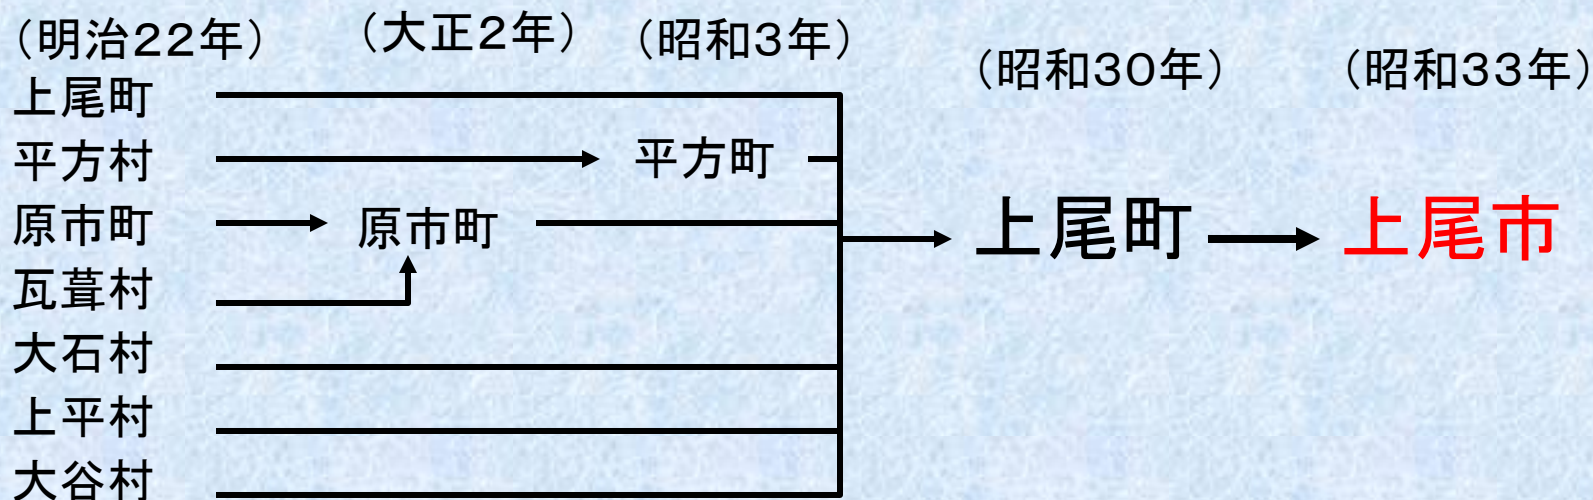 （明治22年）
（大正2年）
（昭和3年）
（昭和30年）
（昭和33年）
上尾町
平方村
平方町
原市町
原市町
上尾町
上尾市
瓦葺村
大石村
上平村
大谷村